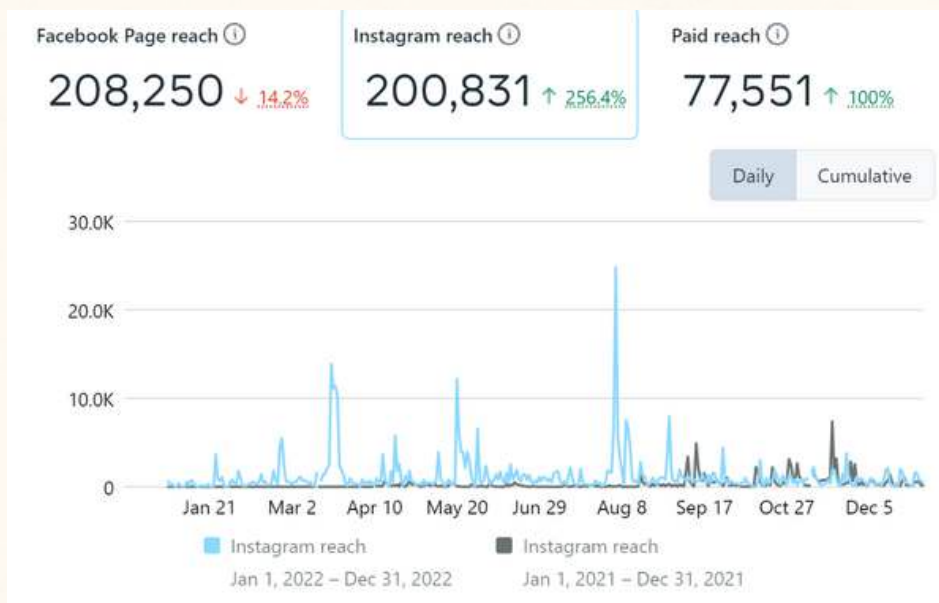 Facebook Page reach Instagram reach Paid reach
208,250 ↓ 14.2% 200,831 ↑ 256.4% 77,551 ↑ 100%
Daily Cumulative
30.0K
20.0K
10.0K
0
Jan 21 Mar 2 Apr 10 May 20 Jun 29 Aug 8 Sep 17 Oct 27 Dec 5
Instagram reach Instagram reach
Jan 1, 2022 – Dec 31, 2022 Jan 1, 2021 – Dec 31, 2021